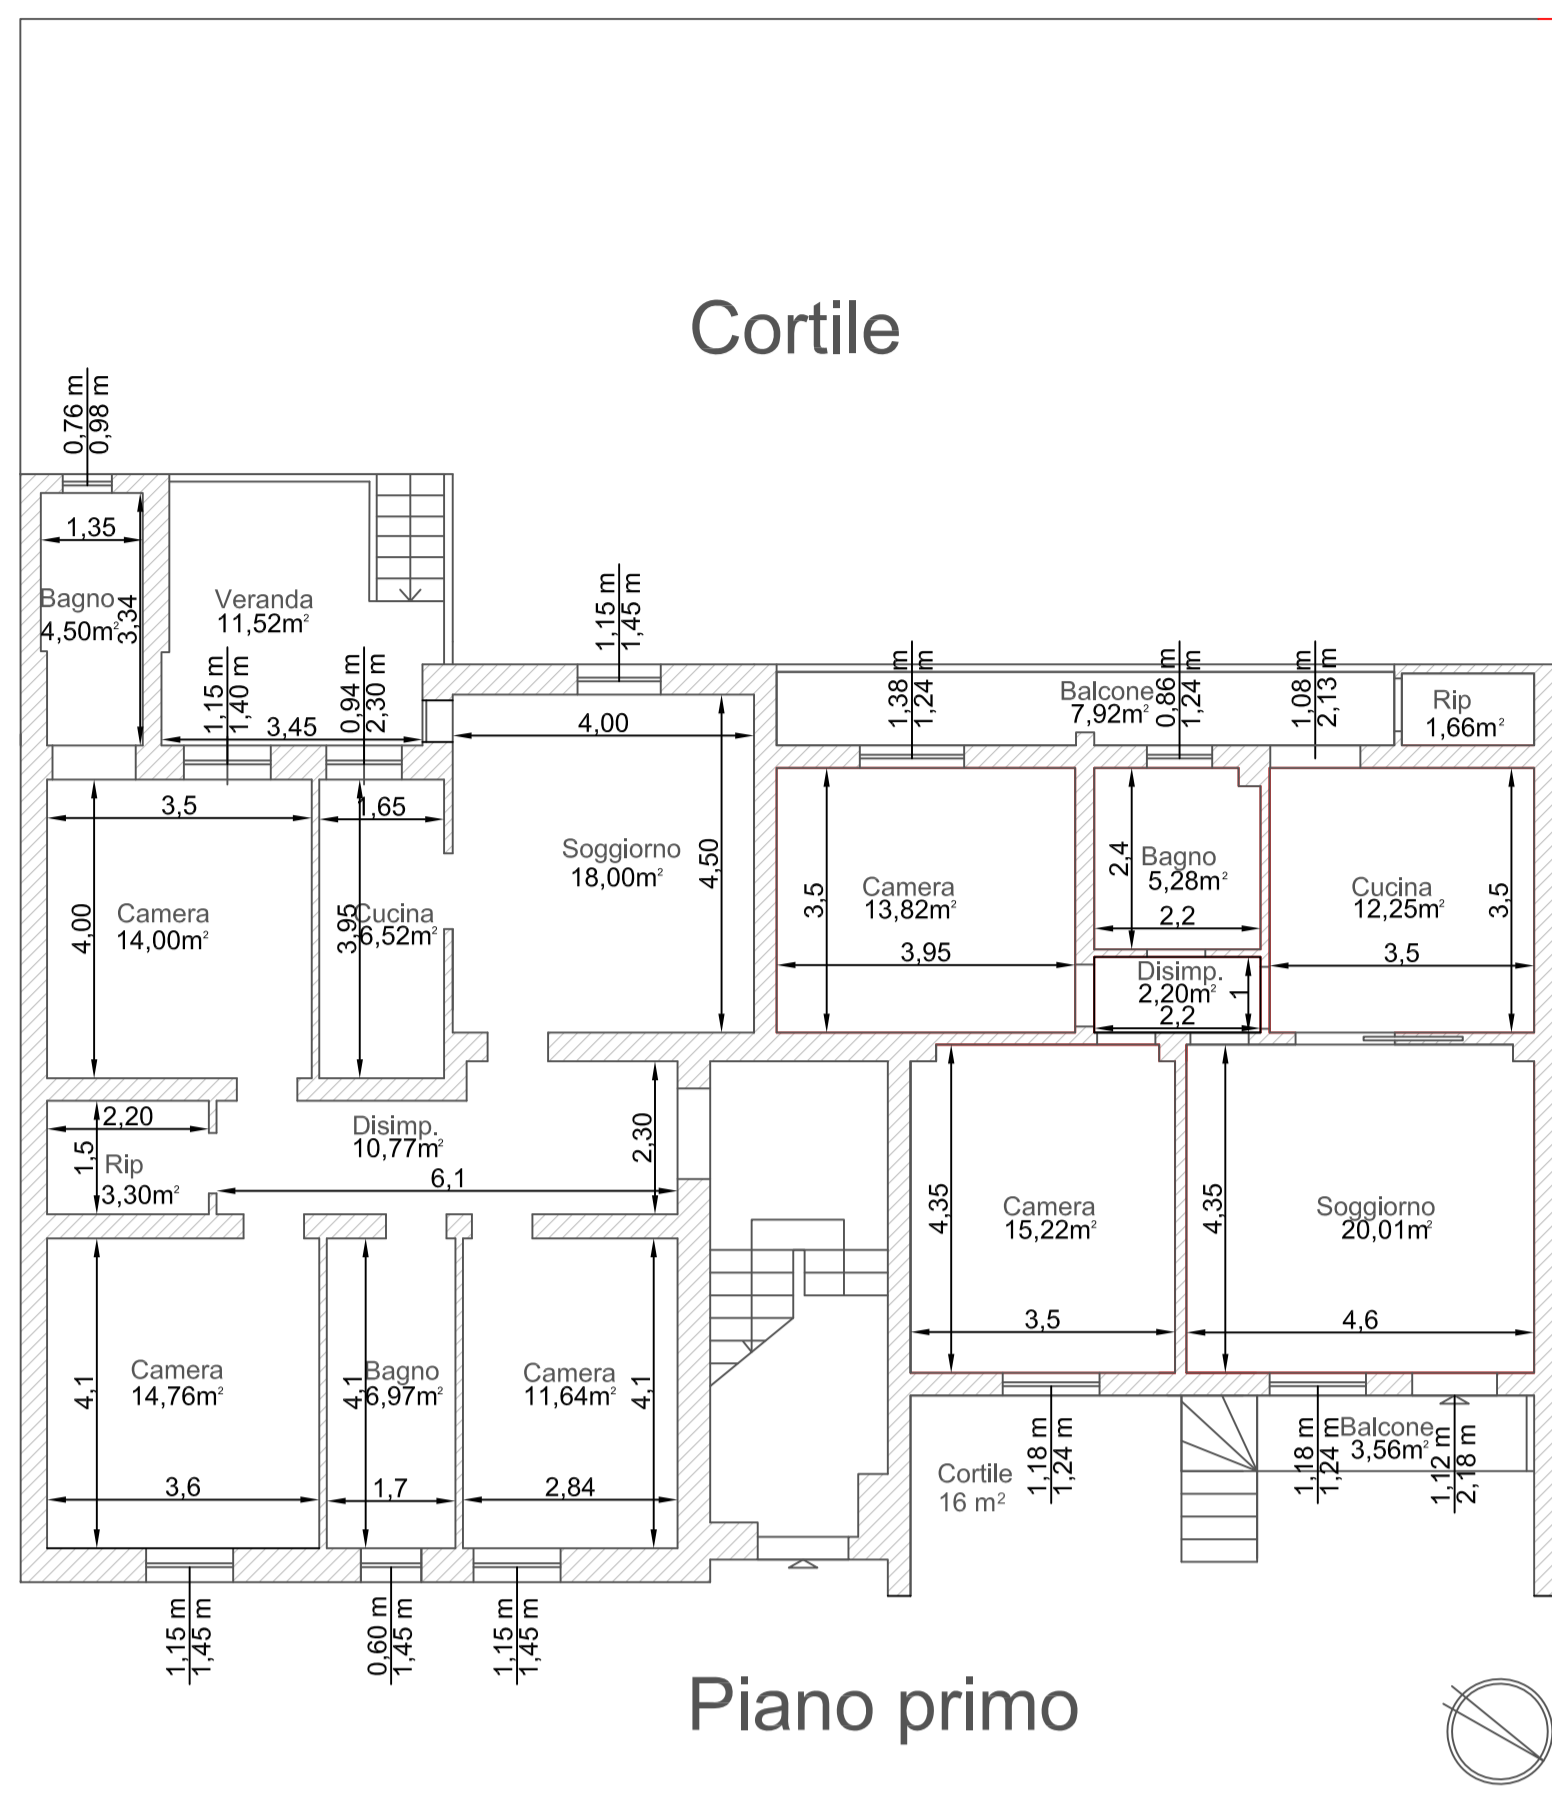 Cortile
0,76 m
0,98 m
1,35
3,34
Bagno
4,50m²
Veranda
11,52m²
3,45
1,15 m
1,40 m
0,94 m
2,30 m
1,15 m
1,45 m
4,00
4,50
Soggiorno
18,00m²
3,5
4,00
Camera
14,00m²
1,65
3,95
Cucina
6,52m²
1,38 m
1,24 m
Balcone
7,92m²
0,86 m
1,24 m
1,08 m
2,13 m
Rip
1,66m²
3,5
Camera
13,82m²
3,95
2,4
Bagno
5,28m²
2,2
Disimp.
2,20m²
1
2,2
Cucina
12,25m²
3,5
3,5
2,20
1,5
Rip
3,30m²
Disimp.
10,77m²
2,30
6,1
4,35
Camera
15,22m²
3,5
4,35
Soggiorno
20,01m²
4,6
4,1
Camera
14,76m²
3,6
4,1
Bagno
6,97m²
1,7
Camera
11,64m²
4,1
2,84
Cortile
16 m²
1,18 m
1,24 m
1,18 m
1,24 m
Balcone
3,56m²
1,12 m
2,18 m
1,15 m
1,45 m
0,60 m
1,45 m
1,15 m
1,45 m
Piano primo